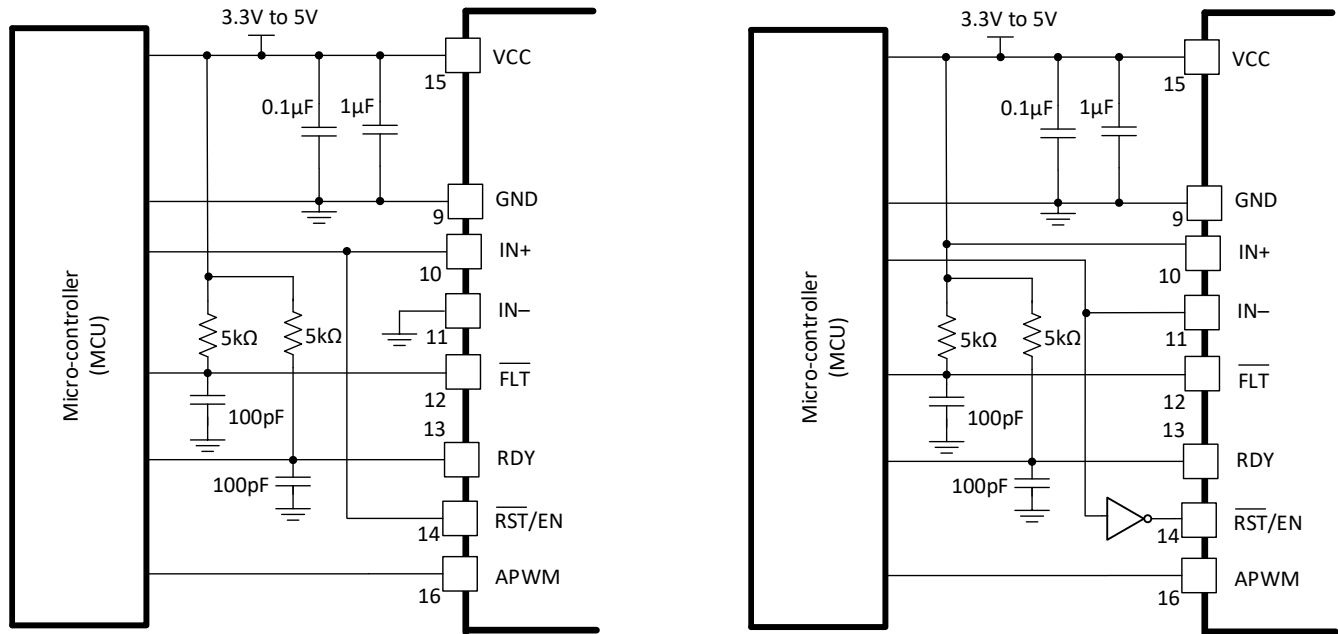 3.3V to 5V
VCC
15
0.1µF
1µF
GND
9
IN+
10
IN–
11
5kΩ
5kΩ
FLT
12
100pF
13
RDY
100pF
RST/EN
14
APWM
16
Micro-controller
(MCU)
3.3V to 5V
VCC
15
0.1µF
1µF
GND
9
IN+
10
IN–
11
5kΩ
5kΩ
FLT
12
100pF
13
RDY
100pF
RST/EN
14
APWM
16
Micro-controller
(MCU)